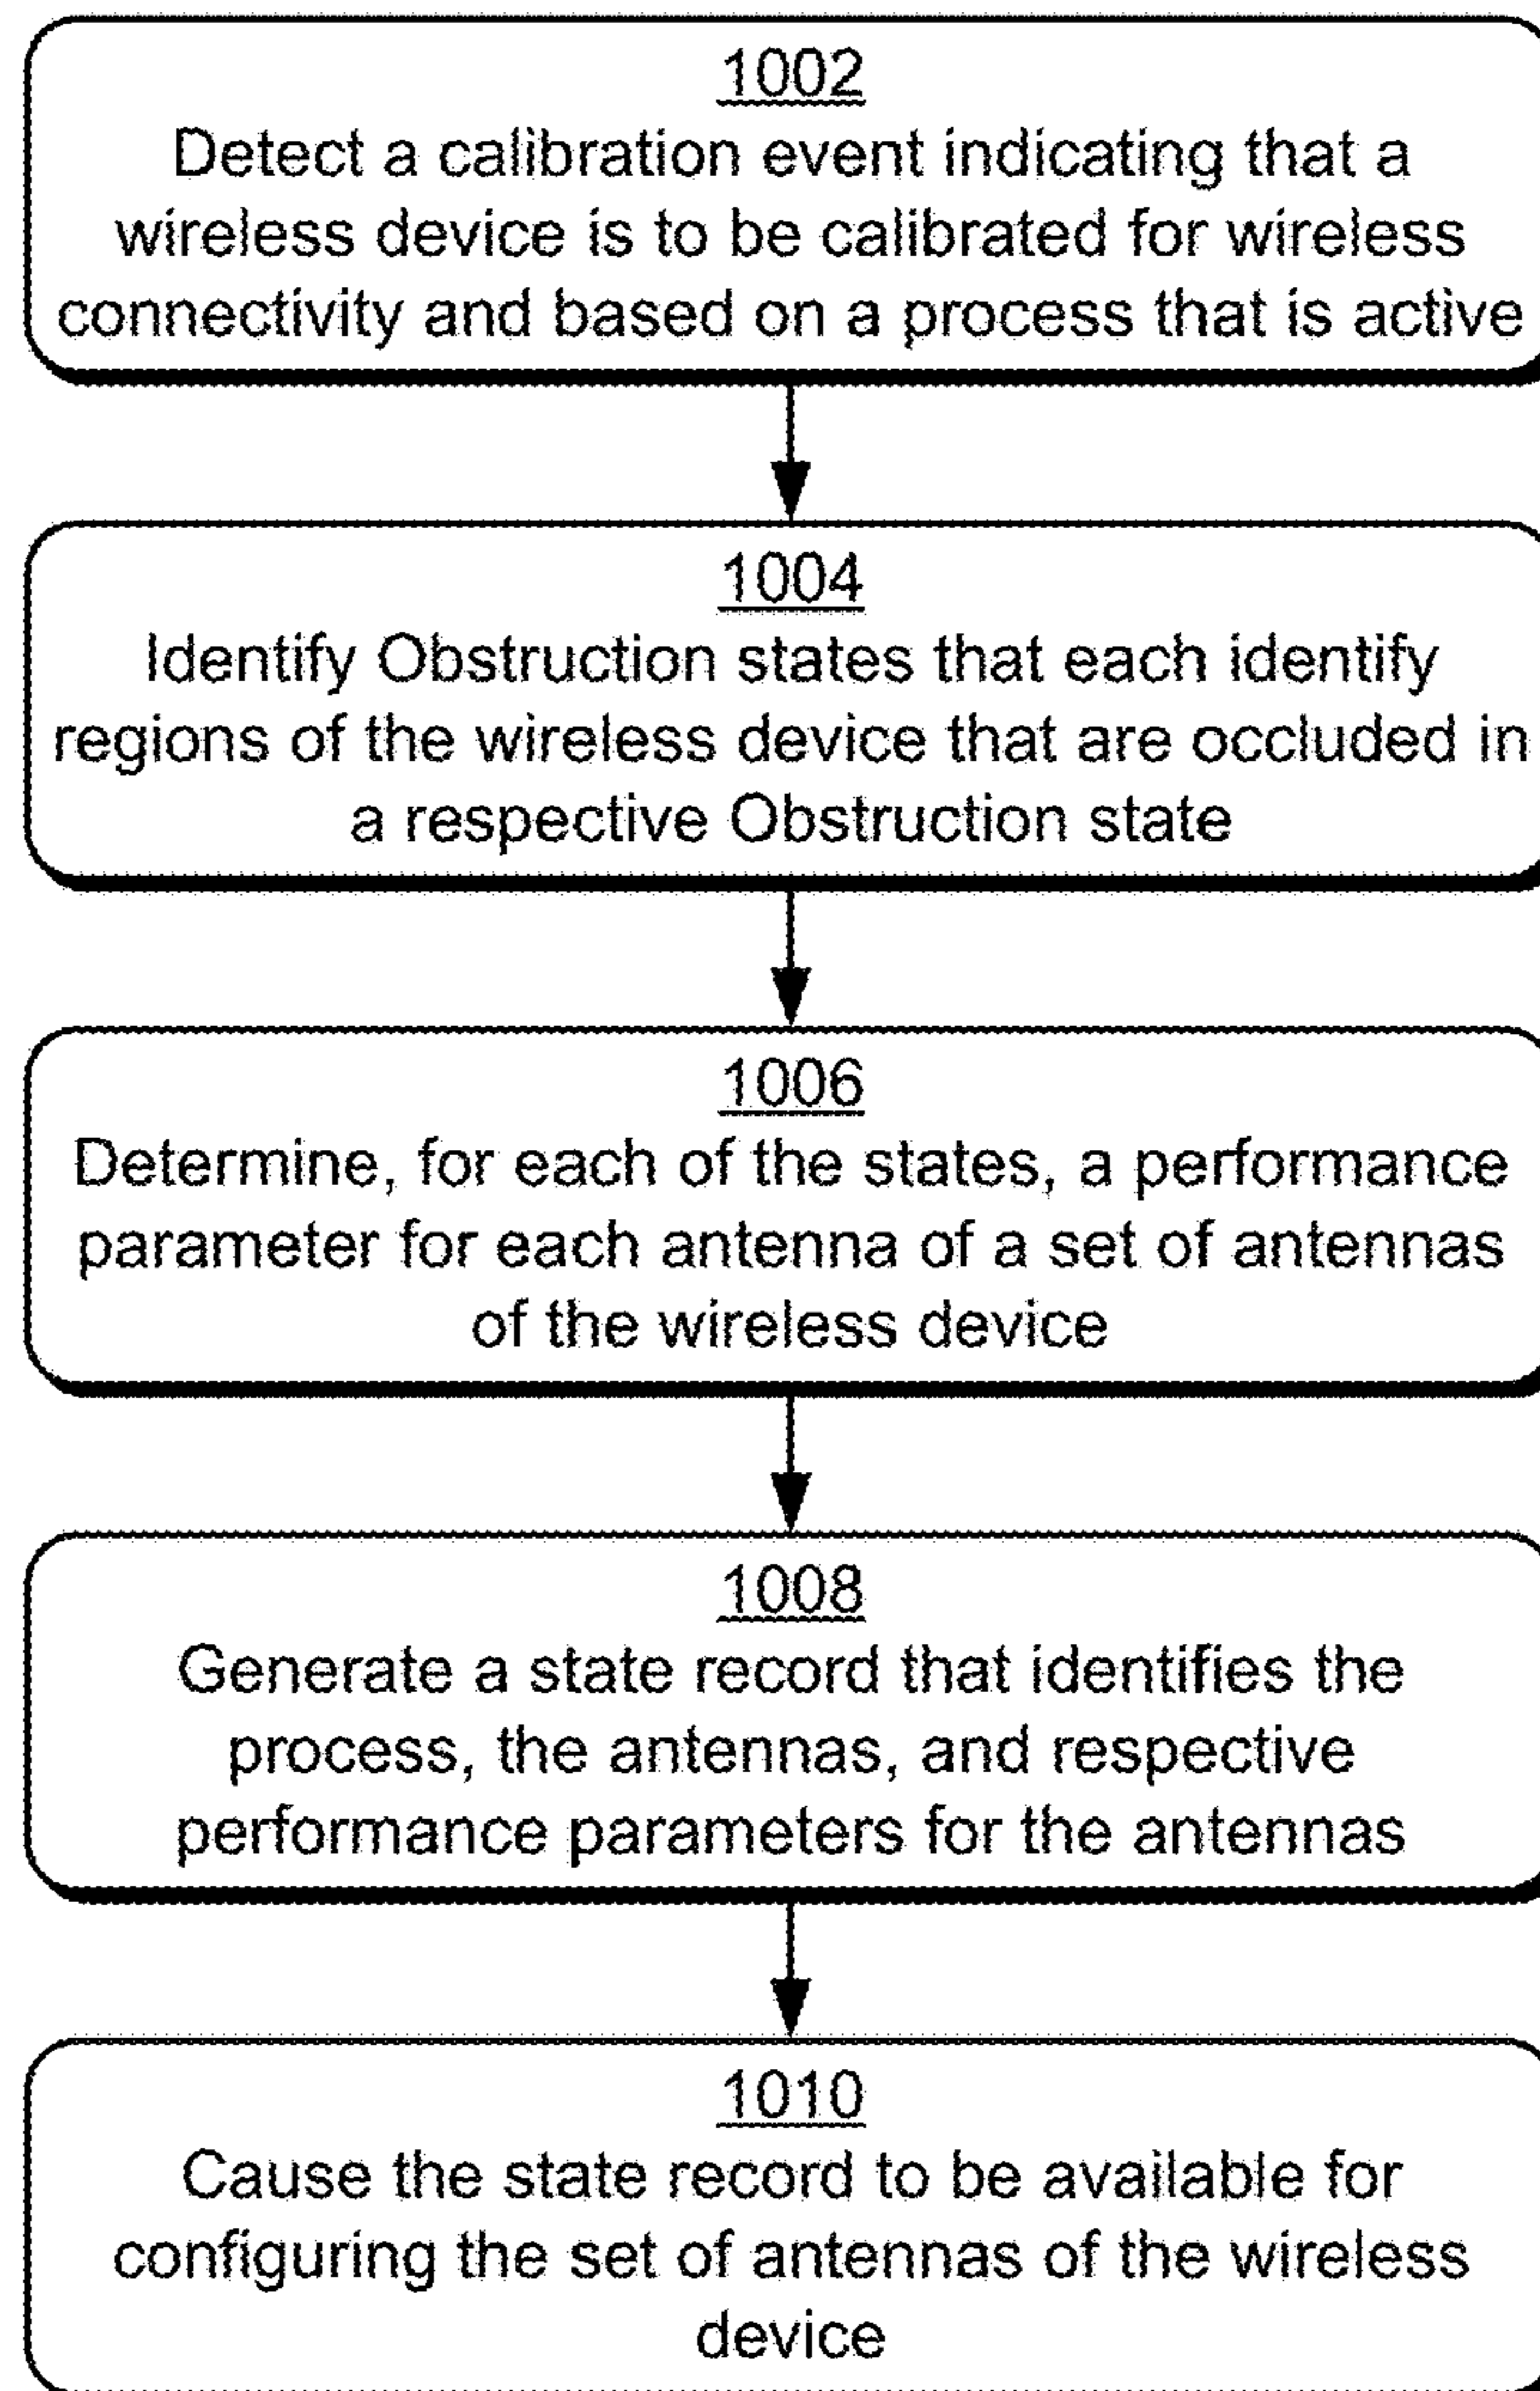 1002
Detect a calibration event indicating that a
wireless device is to be calibrated for wireless
connectivity and based on a process that is active
1004
Identify Obstruction states that each identify
regions of the wireless device that are occluded in
a respective Obstruction state
1006
Determine, for each of the states, a performance
parameter for each antenna of a set of antennas
of the wireless device
1008
Generate a state record that identifies the
process, the antennas, and respective
performance parameters for the antennas
1010
Cause the state record to be available for
configuring the set of antennas of the wireless
device